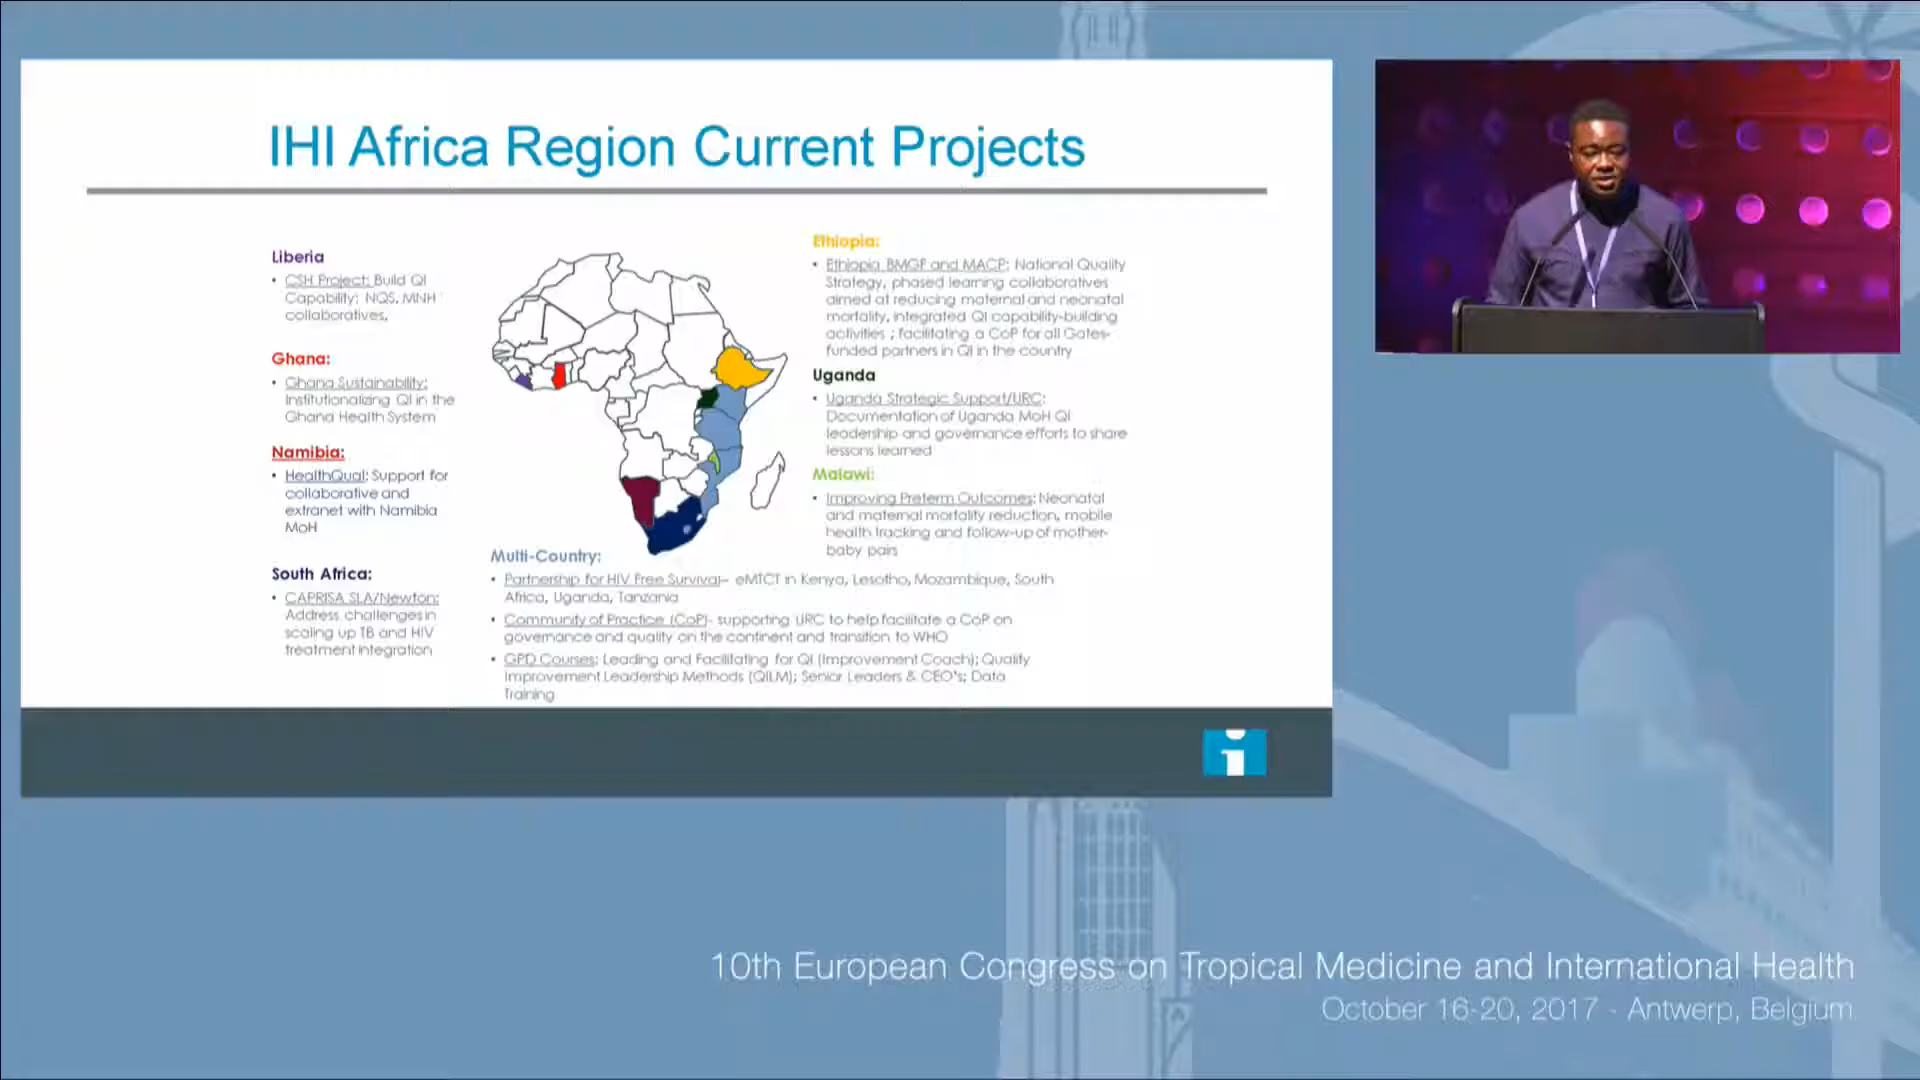 IHI Africa Region Current Projects
Liberia
• CSH Project: Build QI
Capability; NQS, MNH
collaboratives,
Ghana:
• Ghana Sustainability:
Institutionalizing QI in the
Ghana Health System
Namibia:
• HealthQual: Support for
collaborative and
extranet with Namibia
MoH
South Africa:
• CAPRISA SLA/Newton:
Address challenges in
scaling up TB and HIV
treatment integration
Ethiopia:
• Ethiopia BMGF and MACP: National Quality
Strategy, phased learning collaboratives
aimed at reducing maternal and neonatal
mortality, integrated QI capability-building
activities ; facilitating a CoP for all Gates-
funded partners in QI in the country
Uganda
• Uganda Strategic Support/URC:
Documentation of Uganda MoH QI
leadership and governance efforts to share
lessons learned
Malawi:
• Improving Preterm Outcomes: Neonatal
and maternal mortality reduction, mobile
health tracking and follow-up of mother-
baby pairs
Multi-Country:
• Partnership for HIV Free Survival– eMTCT in Kenya, Lesotho, Mozambique, South
Africa, Uganda, Tanzania
• Community of Practice (CoP)- supporting URC to help facilitate a CoP on
governance and quality on the continent and transition to WHO
• GPD Courses: Leading and Facilitating for QI (Improvement Coach); Quality
Improvement Leadership Methods (QILM); Senior Leaders & CEO's; Data
Training
10th European Congress on Tropical Medicine and International Health
October 16-20, 2017 - Antwerp, Belgium